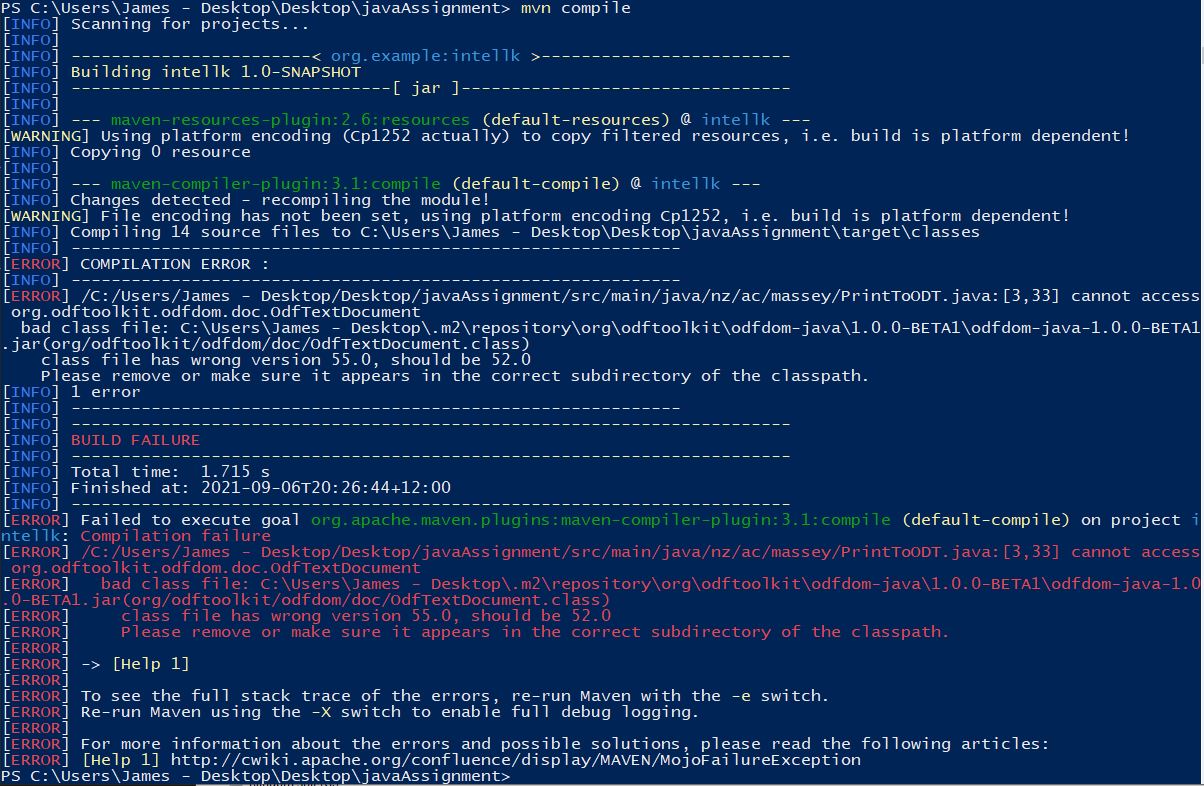 PS C:\Users\James - Desktop\Desktop\javaAssignment> mvn compile
[INFO] Scanning for projects...
[INFO]
[INFO] ------------------------< org.example:intellk >-------------------------
[INFO] Building intellk 1.0-SNAPSHOT
[INFO] --------------------------------[ jar ]---------------------------------
[INFO]
[INFO] --- maven-resources-plugin:2.6:resources (default-resources) @ intellk ---
[WARNING] Using platform encoding (Cp1252 actually) to copy filtered resources, i.e. build is platform dependent!
[INFO] Copying 0 resource
[INFO]
[INFO] --- maven-compiler-plugin:3.1:compile (default-compile) @ intellk ---
[INFO] Changes detected - recompiling the module!
[WARNING] File encoding has not been set, using platform encoding Cp1252, i.e. build is platform dependent!
[INFO] Compiling 14 source files to C:\Users\James - Desktop\Desktop\javaAssignment\target\classes
[INFO] -------------------------------------------------------------
[ERROR] COMPILATION ERROR :
[INFO] -------------------------------------------------------------
[ERROR] /C:/Users/James - Desktop/Desktop/javaAssignment/src/main/java/nz/ac/massey/PrintToODT.java:[3,33] cannot access
 org.odftoolkit.odfdom.doc.OdfTextDocument
  bad class file: C:\Users\James - Desktop\.m2\repository\org\odftoolkit\odfdom-java\1.0.0-BETA1\odfdom-java-1.0.0-BETA1
.jar(org/odftoolkit/odfdom/doc/OdfTextDocument.class)
    class file has wrong version 55.0, should be 52.0
    Please remove or make sure it appears in the correct subdirectory of the classpath.
[INFO] 1 error
[INFO] -------------------------------------------------------------
[INFO] ------------------------------------------------------------------------
[INFO] BUILD FAILURE
[INFO] ------------------------------------------------------------------------
[INFO] Total time:  1.715 s
[INFO] Finished at: 2021-09-06T20:26:44+12:00
[INFO] ------------------------------------------------------------------------
[ERROR] Failed to execute goal org.apache.maven.plugins:maven-compiler-plugin:3.1:compile (default-compile) on project i
ntellk: Compilation failure
[ERROR] /C:/Users/James - Desktop/Desktop/javaAssignment/src/main/java/nz/ac/massey/PrintToODT.java:[3,33] cannot access
 org.odftoolkit.odfdom.doc.OdfTextDocument
[ERROR]   bad class file: C:\Users\James - Desktop\.m2\repository\org\odftoolkit\odfdom-java\1.0.0-BETA1\odfdom-java-1.0
.0-BETA1.jar(org/odftoolkit/odfdom/doc/OdfTextDocument.class)
[ERROR]     class file has wrong version 55.0, should be 52.0
[ERROR]     Please remove or make sure it appears in the correct subdirectory of the classpath.
[ERROR]
[ERROR] -> [Help 1]
[ERROR]
[ERROR] To see the full stack trace of the errors, re-run Maven with the -e switch.
[ERROR] Re-run Maven using the -X switch to enable full debug logging.
[ERROR]
[ERROR] For more information about the errors and possible solutions, please read the following articles:
[ERROR] [Help 1] http://cwiki.apache.org/confluence/display/MAVEN/MojoFailureException
PS C:\Users\James - Desktop\Desktop\javaAssignment>